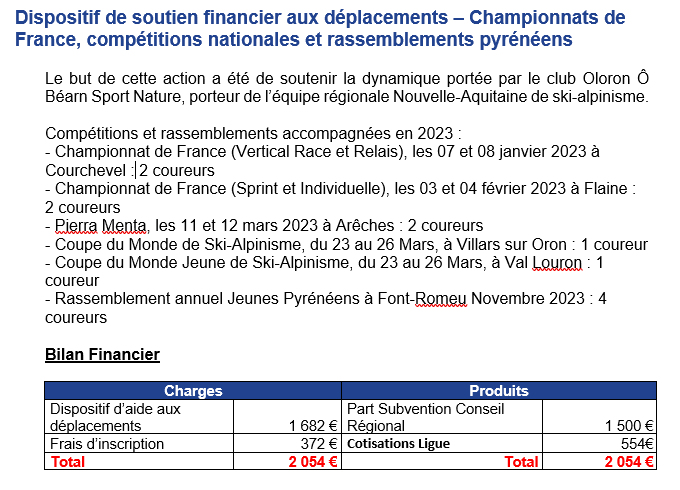 Dispositif de soutien financier aux déplacements – Championnats de
France, compétitions nationales et rassemblements pyrénéens
Le but de cette action a été de soutenir la dynamique portée par le club Oloron Ô
Béarn Sport Nature, porteur de l'équipe régionale Nouvelle-Aquitaine de ski-alpinisme.
Compétitions et rassemblements accompagnées en 2023 :
- Championnat de France (Vertical Race et Relais), les 07 et 08 janvier 2023 à
Courchevel : 2 coureurs
- Championnat de France (Sprint et Individuelle), les 03 et 04 février 2023 à Flaine :
2 coureurs
- Pierra Menta, les 11 et 12 mars 2023 à Arêches : 2 coureurs
- Coupe du Monde de Ski-Alpinisme, du 23 au 26 Mars, à Villars sur Oron : 1 coureur
- Coupe du Monde Jeune de Ski-Alpinisme, du 23 au 26 Mars, à Val Louron : 1
coureur
- Rassemblement annuel Jeunes Pyrénéens à Font-Romeu Novembre 2023 : 4
coureurs
Bilan Financier
Charges Produits
Dispositif d'aide aux Part Subvention Conseil
déplacements 1 682 € Régional 1 500 €
Frais d'inscription 372 € Cotisations Ligue 554€
Total 2 054 € Total 2 054 €